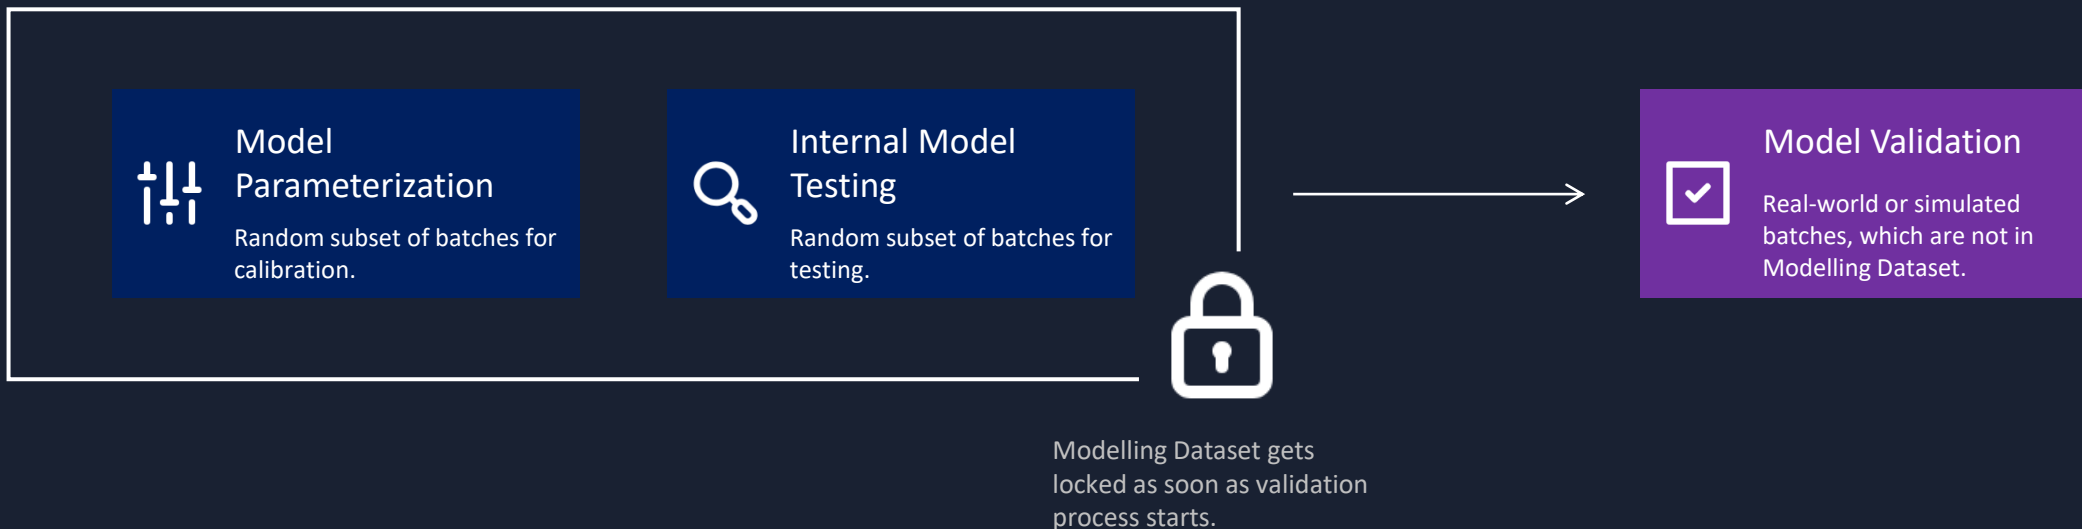 Model
Parameterization
Random subset of batches for
calibration.
Internal Model
Testing
Random subset of batches for
testing.
Model Validation
Real-world or simulated
batches, which are not in
Modelling Dataset.
Modelling Dataset gets
locked as soon as validation
process starts.